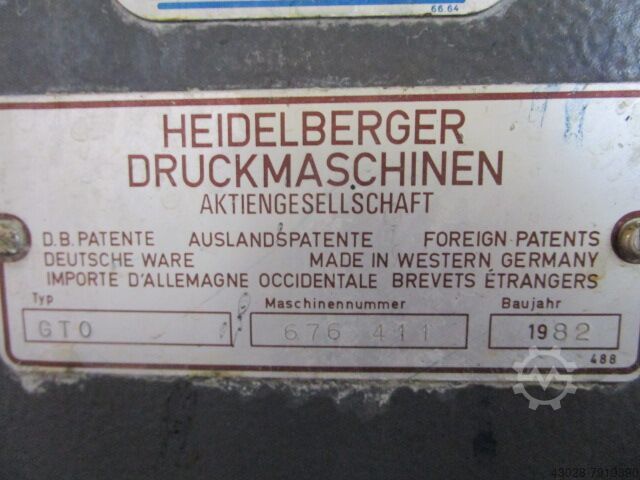 66.64
HEIDELBERGER
DRUCKMASCHINEN
AKTIENGESELLSCHAFT
D.B. PATENTE AUSLANDSPATENTE FOREIGN PATENTS
DEUTSCHE WARE MADE IN WESTERN GERMANY
IMPORTE D'ALLEMAGNE OCCIDENTALE BREVETS ÉTRANGERS
Typ Maschinennummer Baujahr
GTO 676 411 1982
488
43028-7919390